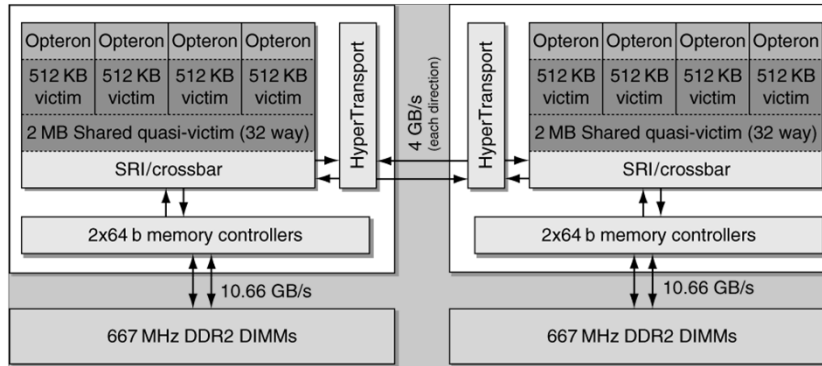 Opteron Opteron Opteron Opteron
512 KB 512 KB 512 KB 512 KB
victim victim victim victim
2 MB Shared quasi-victim (32 way)
SRI/crossbar
HyperTransport
2x64 b memory controllers
10.66 GB/s
667 MHz DDR2 DIMMs
4 GB/s
(each direction)
HyperTransport
Opteron Opteron Opteron Opteron
512 KB 512 KB 512 KB 512 KB
victim victim victim victim
2 MB Shared quasi-victim (32 way)
SRI/crossbar
2x64 b memory controllers
10.66 GB/s
667 MHz DDR2 DIMMs